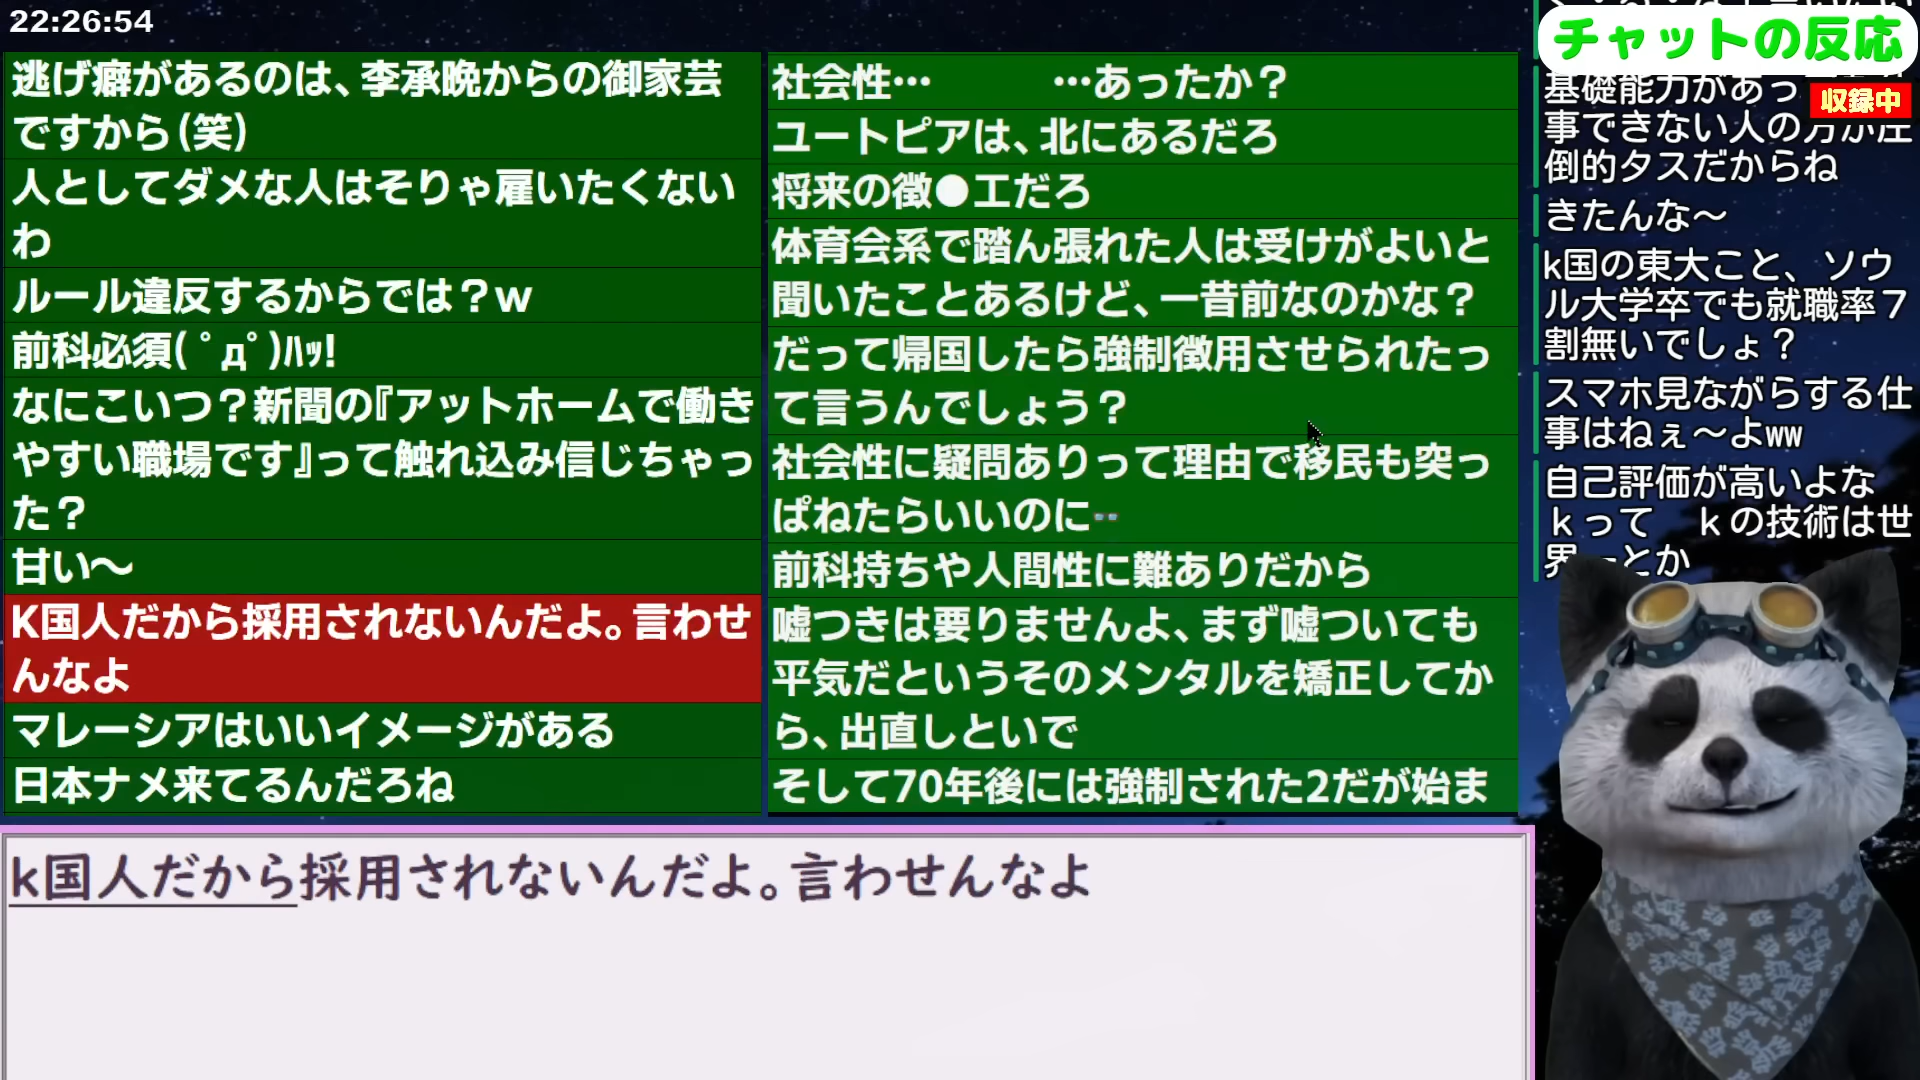 22:26:54
逃げ癖があるのは、李承晩からの御家芸
ですから(笑)
人としてダメな人はそりゃ雇いたくない
わ
ルール違反するからでは？w
前科必須( ﾟдﾟ)ﾊｯ!
なにこいつ？新聞の『アットホームで働き
やすい職場です』って触れ込み信じちゃっ
た？
甘い〜
K国人だから採用されないんだよ。言わせ
んなよ
マレーシアはいいイメージがある
日本ナメ来てるんだろね
社会性… …あったか？
ユートピアは、北にあるだろ
将来の徴●工だろ
体育会系で踏ん張れた人は受けがよいと
聞いたことあるけど、一昔前なのかな？
だって帰国したら強制徴用させられたっ
て言うんでしょう？
社会性に疑問ありって理由で移民も突っ
ぱねたらいいのに
前科持ちや人間性に難ありだから
嘘つきは要りませんよ、まず嘘ついても
平気だというそのメンタルを矯正してか
ら、出直しといで
そして70年後には強制された2だが始ま
k国人だから採用されないんだよ。言わせんなよ
チャットの反応
収録中
基礎能力があっ
事できない人の方が圧
倒的タスだからね
きたんな〜
k国の東大こと、ソウ
ル大学卒でも就職率７
割無いでしょ？
スマホ見ながらする仕
事はねぇ〜よww
自己評価が高いよな
ｋって ｋの技術は世
界一とか